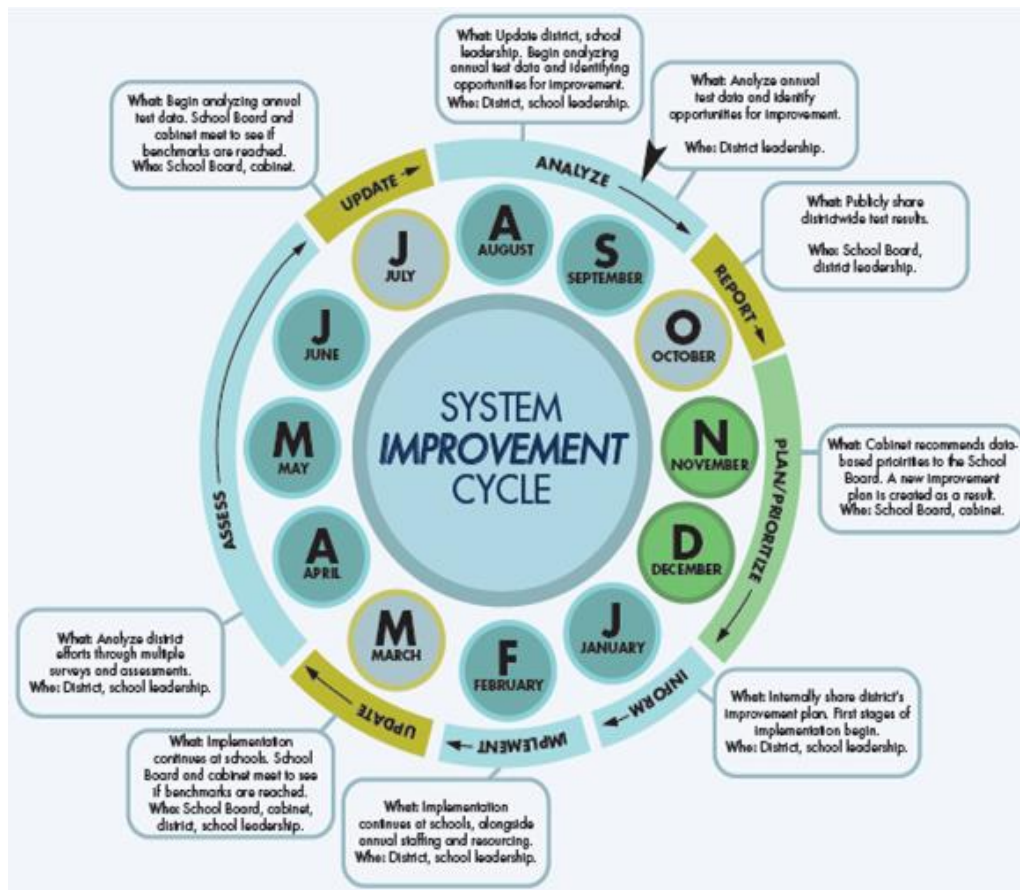 What: Update district, school
leadership. Begin analyzing
annual test data and identifying
opportunities for improvement.
Who: District, school leadership.
What: Analyze annual
test data and identify
opportunities for improvement.
Who: District leadership.
What: Begin analyzing annual
test data. School Board and
cabinet meet to see if
benchmarks are reached.
Who: School Board, cabinet.
What: Publicly share
districtwide test results.
Who: School Board,
district leadership.
ANALYZE
UPDATE
REPORT
A
AUGUST
S
SEPTEMBER
J
JULY
O
OCTOBER
J
JUNE
N
NOVEMBER
M
MAY
D
DECEMBER
A
APRIL
J
JANUARY
M
MARCH
F
FEBRUARY
SYSTEM
IMPROVEMENT
CYCLE
PLAN/PRIORITIZE
ASSESS
What: Cabinet recommends data-
based priorities to the School
Board. A new improvement
plan is created as a result.
Who: School Board, cabinet.
What: Analyze district
efforts through multiple
surveys and assessments.
Who: District, school leadership.
INFORM
UPDATE
IMPLEMENT
What: Internally share district's
improvement plan. First stages of
implementation begin.
Who: District, school leadership.
What: Implementation
continues at schools. School
Board and cabinet meet to see
if benchmarks are reached.
Who: School Board, cabinet,
district, school leadership.
What: Implementation
continues at schools, alongside
annual staffing and resourcing.
Who: District, school leadership.